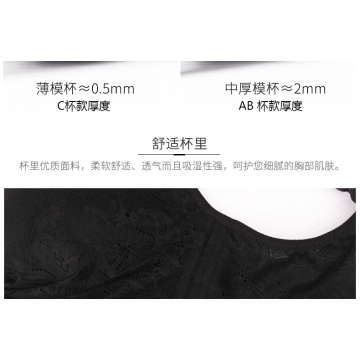 薄模杯≈0.5mm
中厚模杯≈2mm
C杯款厚度
AB 杯款厚度
舒适杯里
杯里优质面料，柔软舒适、透气而且吸湿性强，呵护您细腻的胸部肌肤。